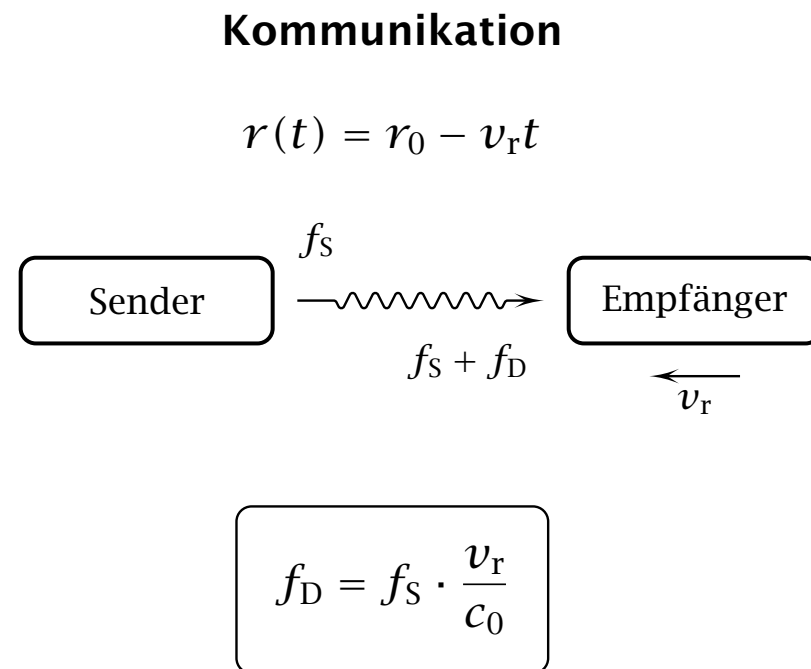 Kommunikation
r(t) = r₀ − v_r t
f_S
Sender
Empfänger
f_S + f_D
v_r
f_D = f_S · v_r / c₀